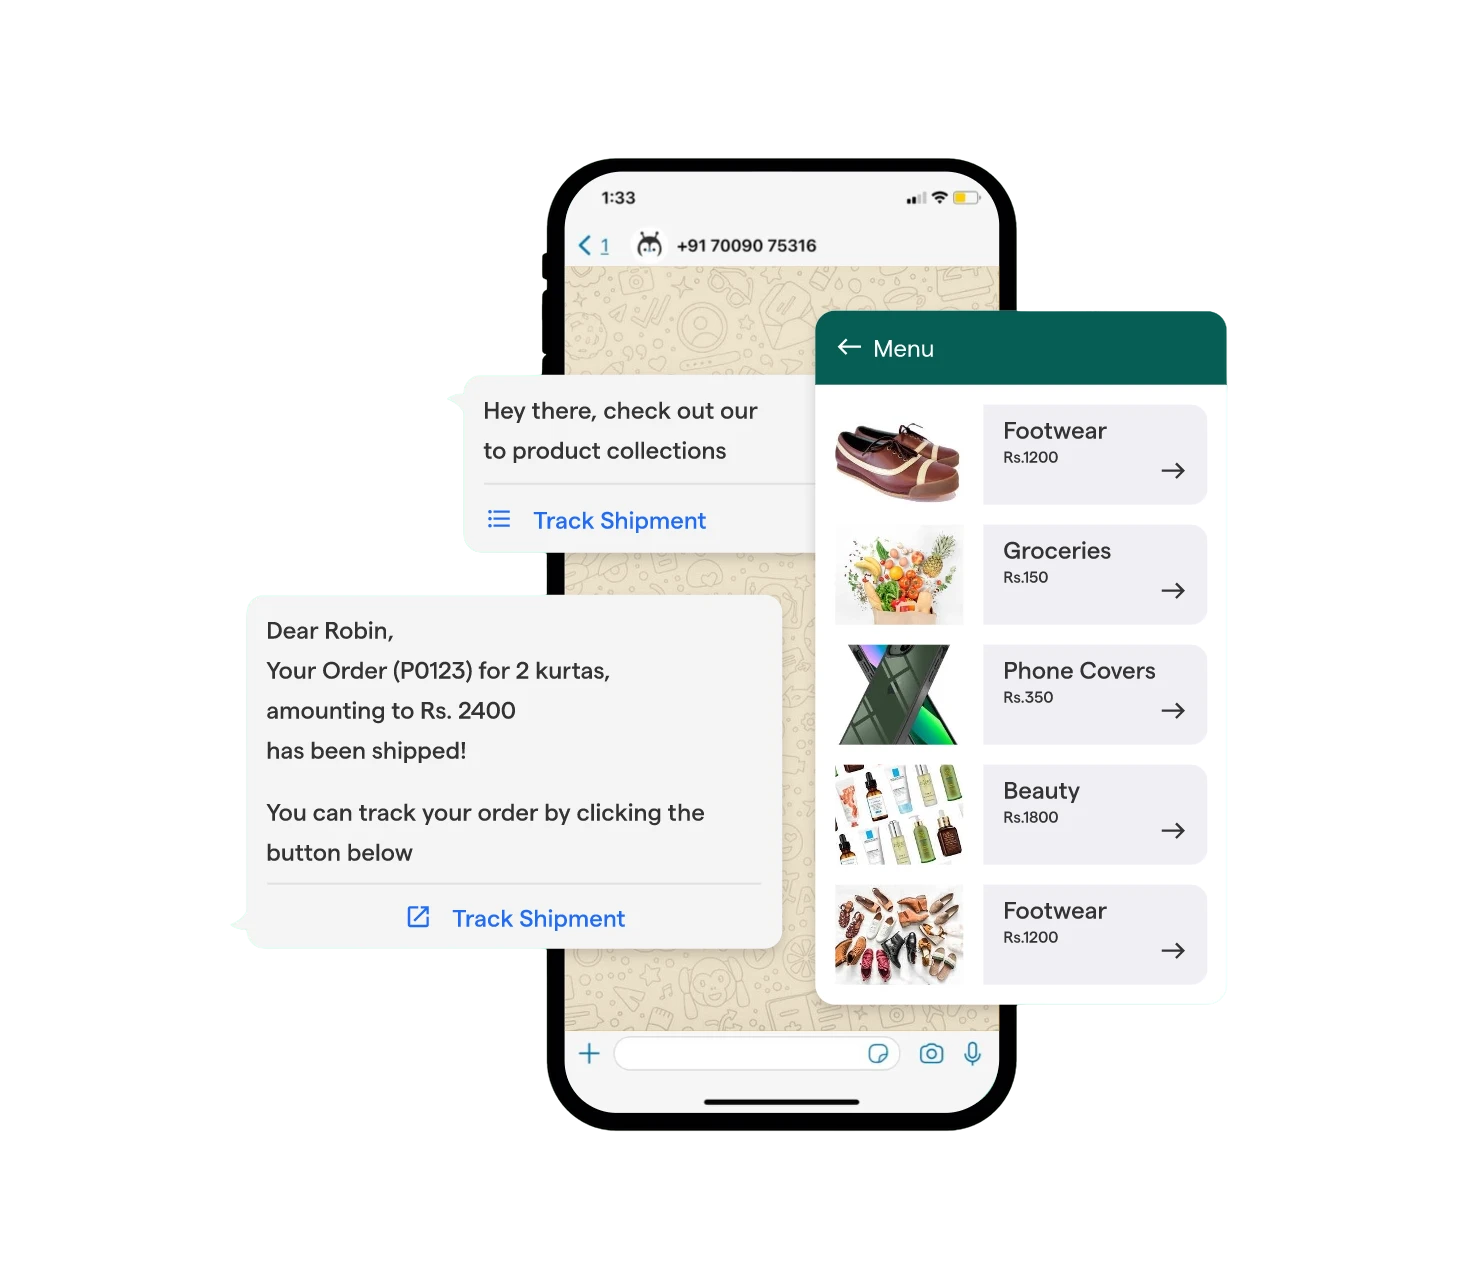 1:33
1
+91 70090 75316
Menu
Hey there, check out our
to product collections
Track Shipment
Footwear
Rs.1200
Groceries
Rs.150
Phone Covers
Rs.350
Beauty
Rs.1800
Footwear
Rs.1200
Dear Robin,
Your Order (P0123) for 2 kurtas,
amounting to Rs. 2400
has been shipped!
You can track your order by clicking the
button below
Track Shipment